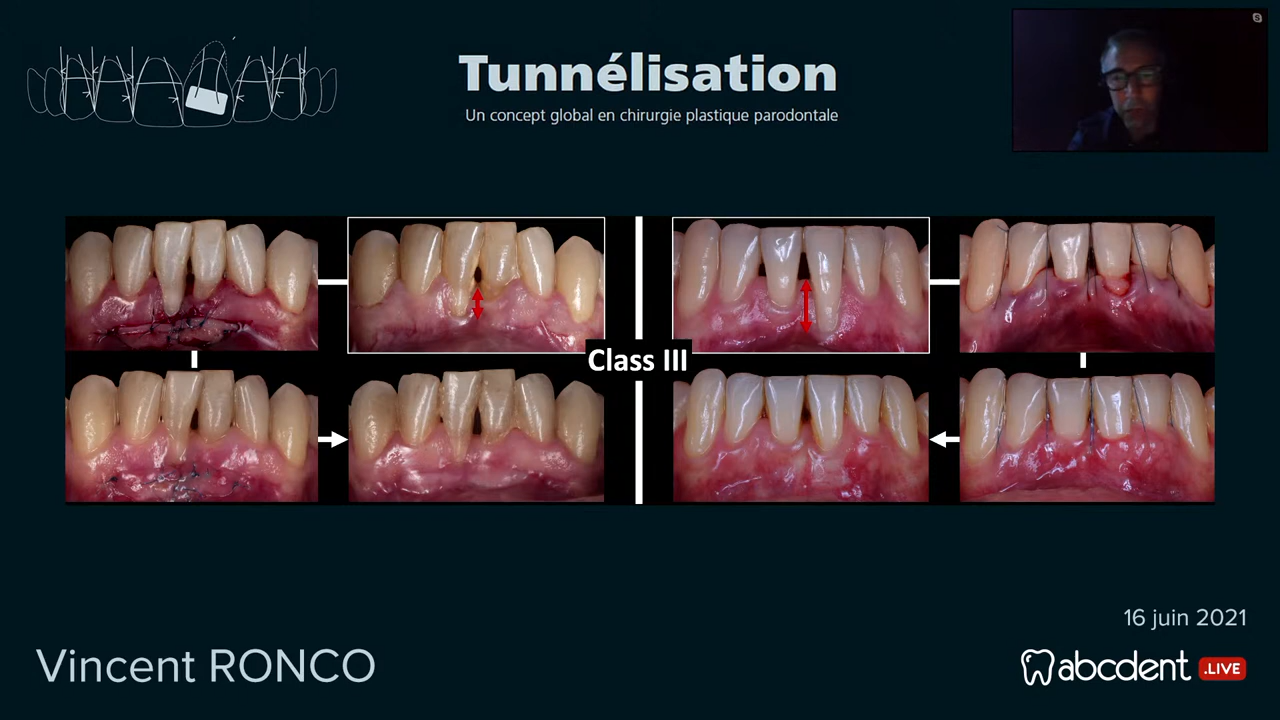 Tunnélisation
Un concept global en chirurgie plastique parodontale
Class III
16 juin 2021
Vincent RONCO
abcdent .LIVE